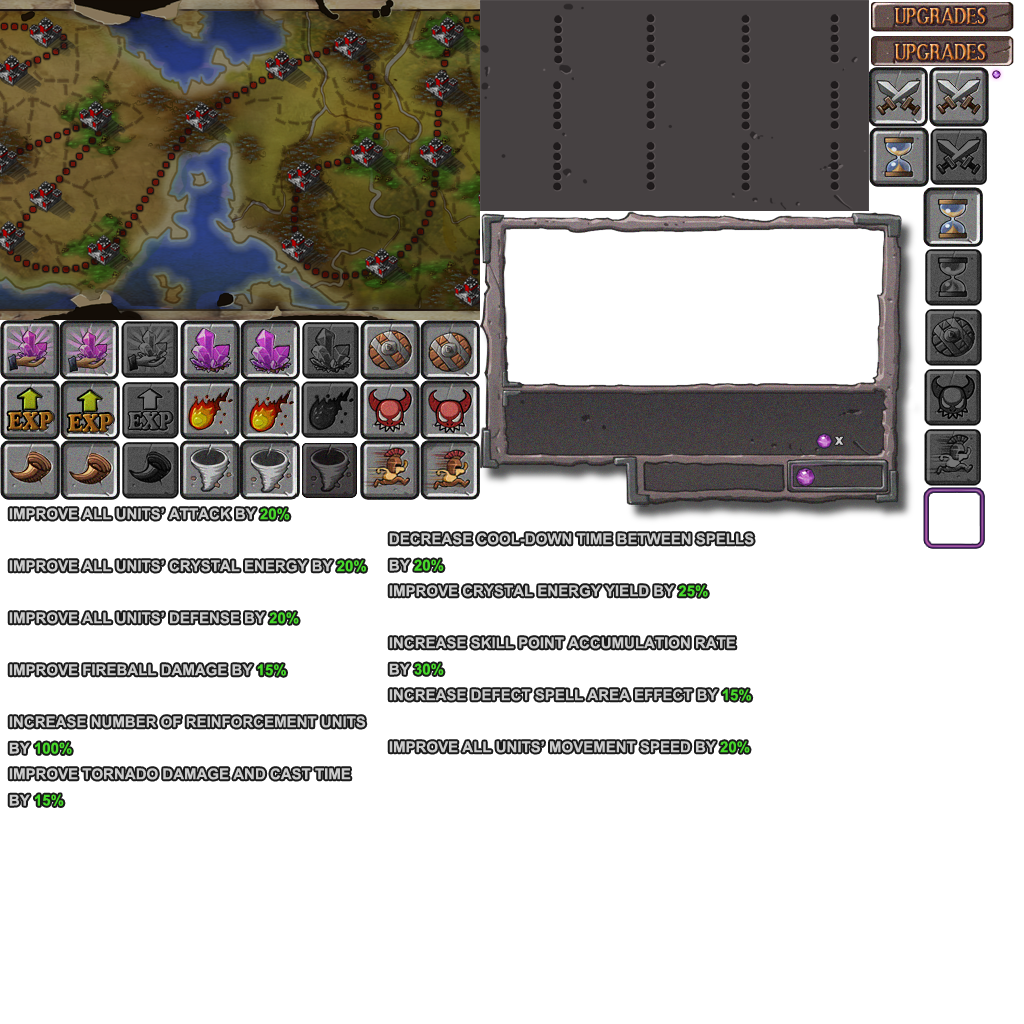 UPGRADES
UPGRADES
EXP
EXP
EXP
X
IMPROVE ALL UNITS' ATTACK BY 20%
IMPROVE ALL UNITS' CRYSTAL ENERGY BY 20%
IMPROVE ALL UNITS' DEFENSE BY 20%
IMPROVE FIREBALL DAMAGE BY 15%
INCREASE NUMBER OF REINFORCEMENT UNITS
BY 100%
IMPROVE TORNADO DAMAGE AND CAST TIME
BY 15%
DECREASE COOL-DOWN TIME BETWEEN SPELLS
BY 20%
IMPROVE CRYSTAL ENERGY YIELD BY 25%
INCREASE SKILL POINT ACCUMULATION RATE
BY 30%
INCREASE DEFECT SPELL AREA EFFECT BY 15%
IMPROVE ALL UNITS' MOVEMENT SPEED BY 20%